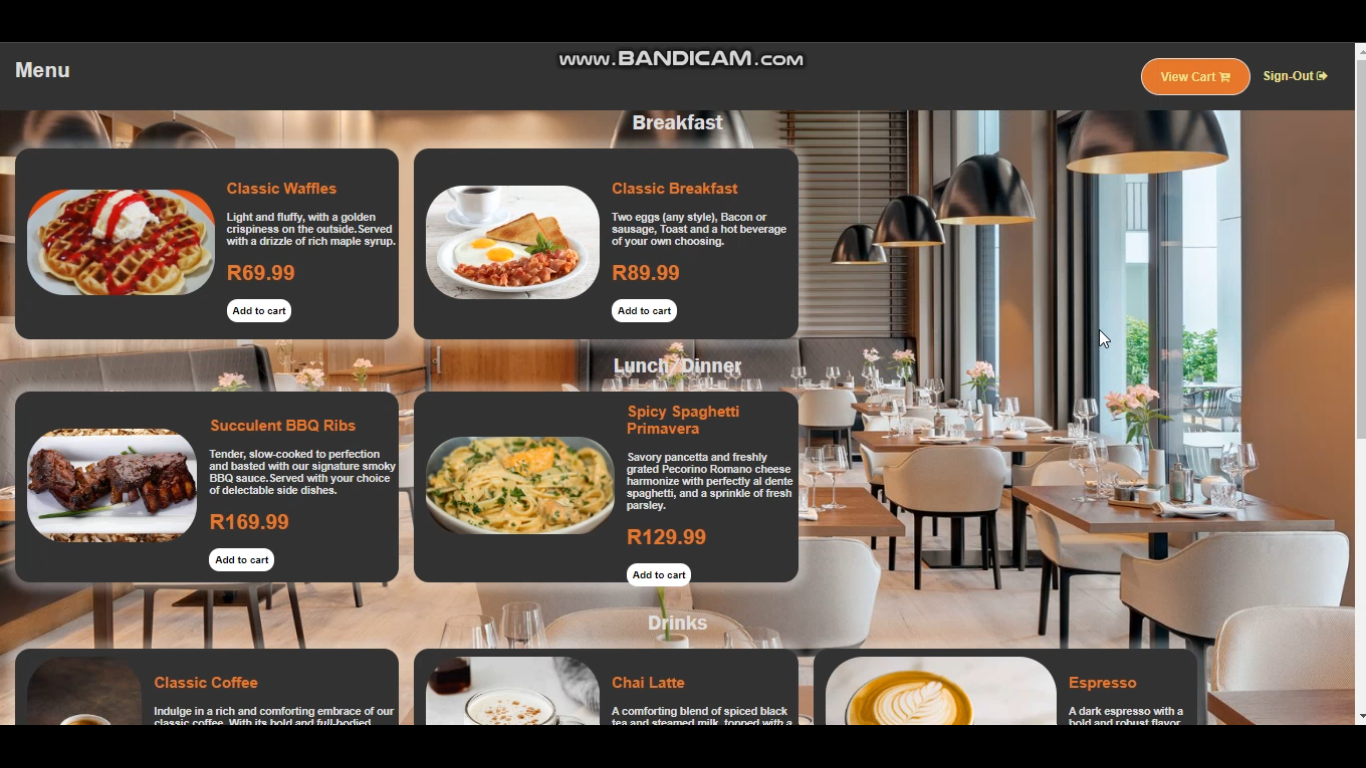 www.BANDICAM.com
Menu
View Cart
Sign-Out
Breakfast
Classic Waffles
Light and fluffy, with a golden
crispiness on the outside.Served
with a drizzle of rich maple syrup.
R69.99
Add to cart
Classic Breakfast
Two eggs (any style), Bacon or
sausage, Toast and a hot beverage
of your own choosing.
R89.99
Add to cart
Lunch/Dinner
Succulent BBQ Ribs
Tender, slow-cooked to perfection
and basted with our signature smoky
BBQ sauce.Served with your choice
of delectable side dishes.
R169.99
Add to cart
Spicy Spaghetti
Primavera
Savory pancetta and freshly
grated Pecorino Romano cheese
harmonize with perfectly al dente
spaghetti, and a sprinkle of fresh
parsley.
R129.99
Add to cart
Drinks
Classic Coffee
Indulge in a rich and comforting embrace of our
classic coffee. With its bold and full-bodied
Chai Latte
A comforting blend of spiced black
tea and steamed milk, topped with a
Espresso
A dark espresso with a
bold and robust flavor